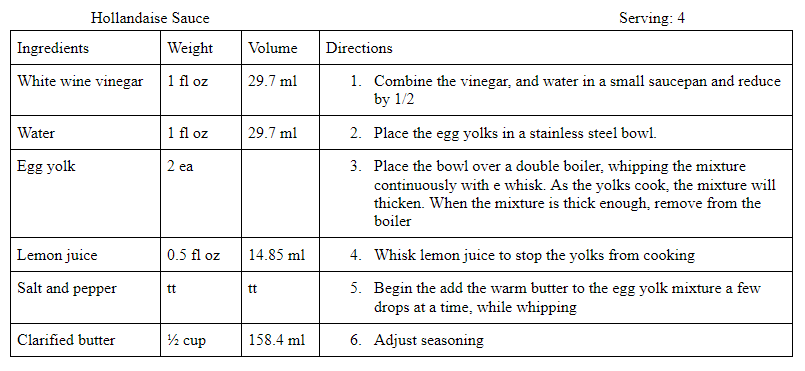 Hollandaise Sauce Serving: 4
Ingredients Weight Volume Directions
White wine vinegar 1 fl oz 29.7 ml 1. Combine the vinegar, and water in a small saucepan and reduce
by 1/2
Water 1 fl oz 29.7 ml 2. Place the egg yolks in a stainless steel bowl.
Egg yolk 2 ea 3. Place the bowl over a double boiler, whipping the mixture
continuously with e whisk. As the yolks cook, the mixture will
thicken. When the mixture is thick enough, remove from the
boiler
Lemon juice 0.5 fl oz 14.85 ml 4. Whisk lemon juice to stop the yolks from cooking
Salt and pepper tt tt 5. Begin the add the warm butter to the egg yolk mixture a few
drops at a time, while whipping
Clarified butter ½ cup 158.4 ml 6. Adjust seasoning